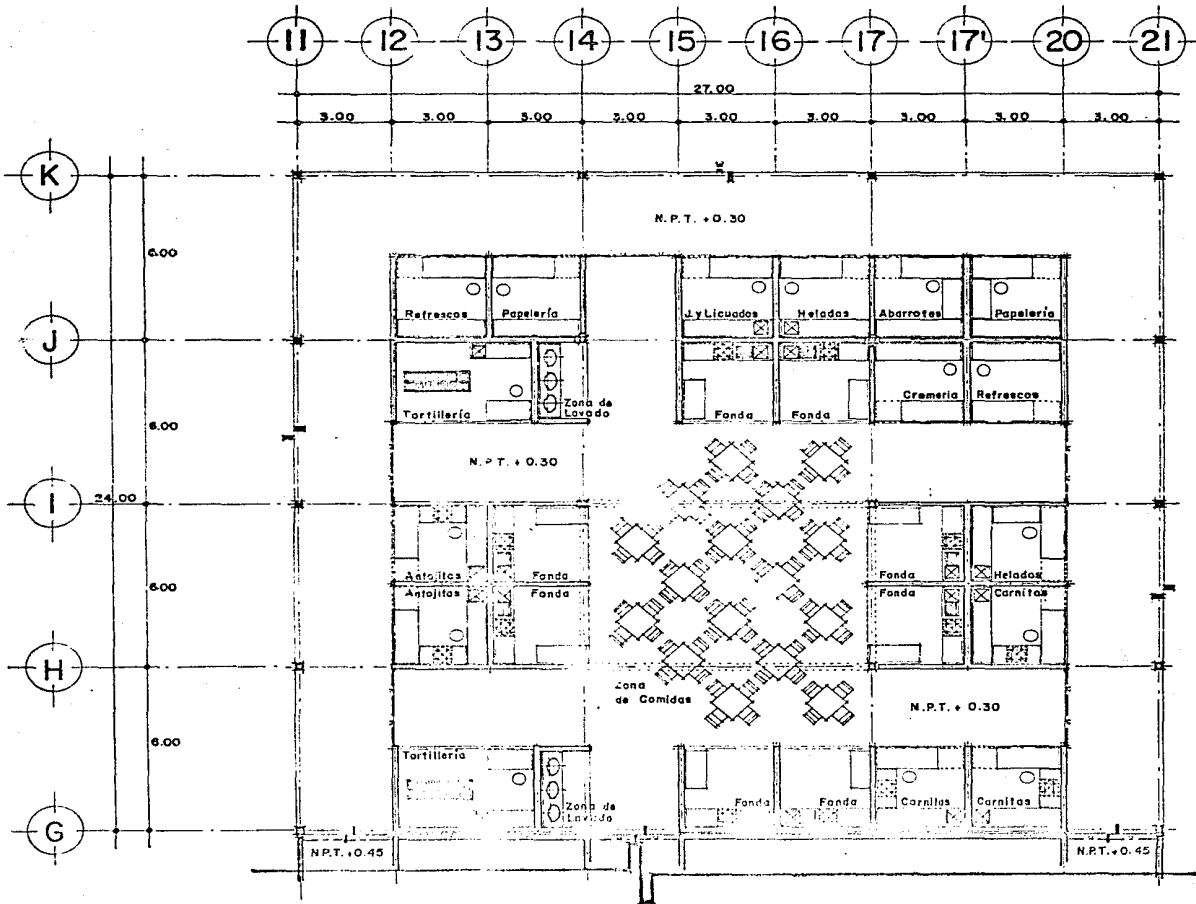 11 12 13 14 15 16 17 17' 20 21
27.00
3.00 3.00 3.00 3.00 3.00 3.00 3.00 3.00 3.00
K
N.P.T. +0.30
6.00
Refrescos Papelería J. y Licuados Helados Abarrotes Papelería
J
Tortillería Zona de Lavado Fonda Fonda Cremeria Refrescos
6.00
N.P.T. +0.30
24.00
I
Antojitos Fonda Fonda Helados
Antojitos Fonda Fonda Carnitas
6.00
H
Zona de Comidas
N.P.T. +0.30
6.00
Tortillería
Zona de Lavado Fonda Fonda Carnitas Carnitas
G
N.P.T. +0.45 N.P.T. +0.45